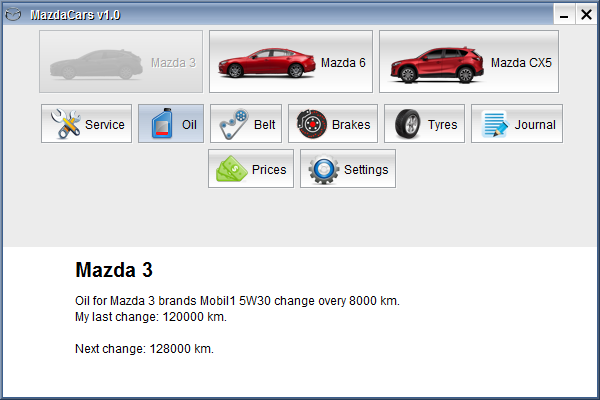 MazdaCars v1.0
Mazda 3
Mazda 6
Mazda CX5
Service
Oil
Belt
Brakes
Tyres
Journal
Prices
Settings
Mazda 3
Oil for Mazda 3 brands Mobil1 5W30 change overy 8000 km.
My last change: 120000 km.
Next change: 128000 km.